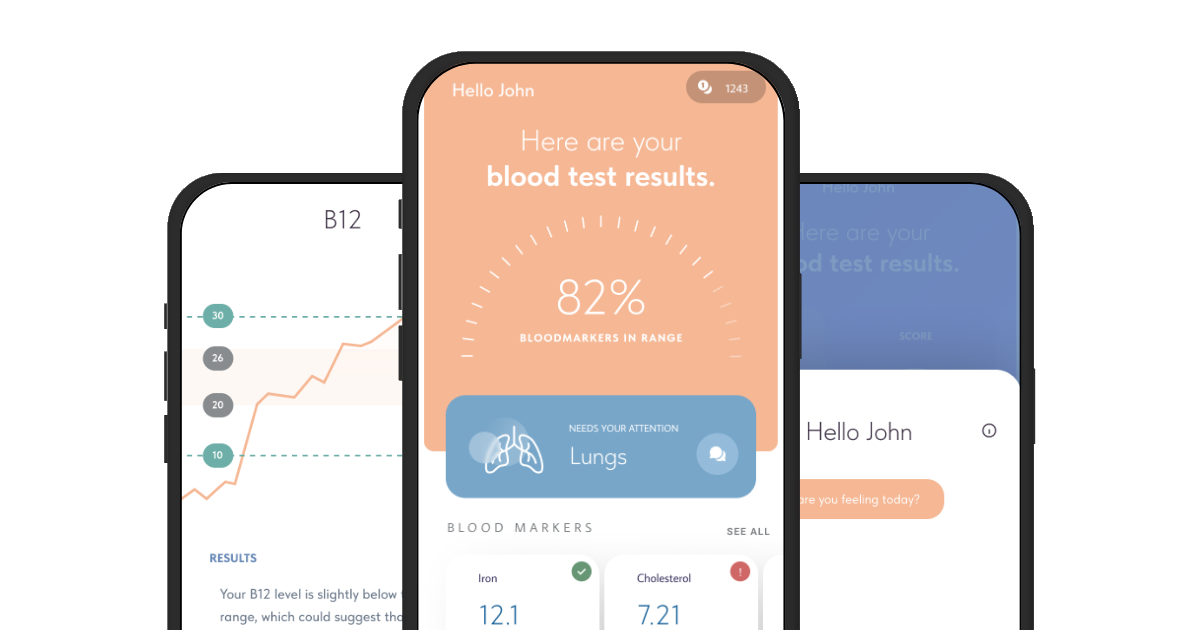 B12
30
26
20
10
RESULTS
Your B12 level is slightly below
range, which could suggest tha
Hello John
1243
Here are your
blood test results.
82%
BLOODMARKERS IN RANGE
NEEDS YOUR ATTENTION
Lungs
BLOOD MARKERS
SEE ALL
Iron
12.1
Cholesterol
7.21
Hello John
Here are your
od test results.
SCORE
Hello John
are you feeling today?